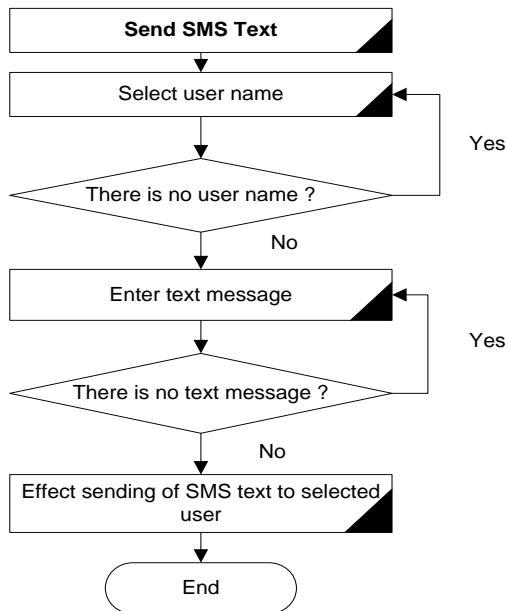 Send SMS Text
Select user name
Yes
There is no user name ?
No
Enter text message
Yes
There is no text message ?
No
Effect sending of SMS text to selected
user
End